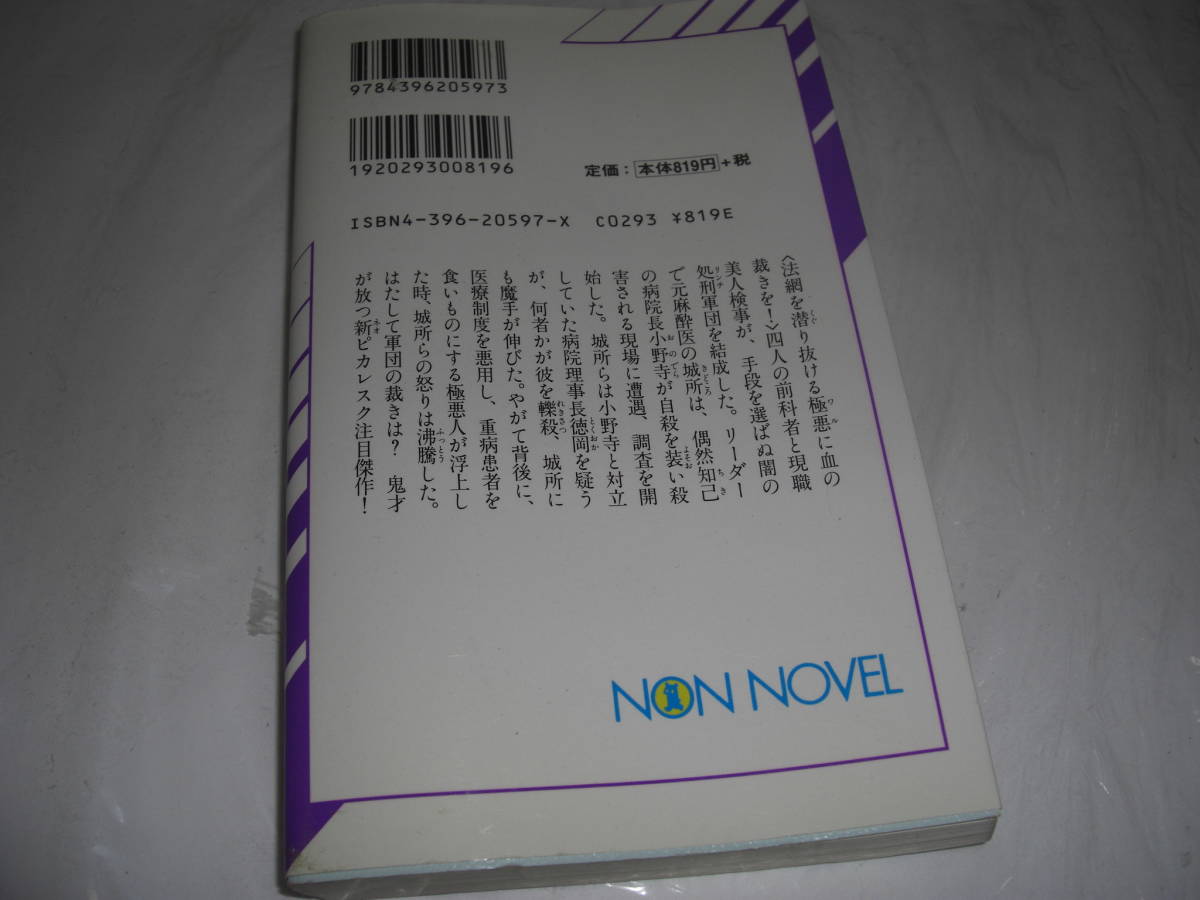 9784396205973
1920293008196
定価：本体819円+税
ISBN4-396-20597-X C0293 ¥819E
〈法網を潜り抜ける極悪に血の
裁きを！〉四人の前科者と現職
美人検事が、手段を選ばぬ闇の
処刑軍団を結成した。リーダー
で元麻酔医の城所は、偶然知己
の病院長小野寺が自殺を装い殺
害される現場に遭遇、調査を開
始した。城所らは小野寺と対立
していた病院理事長徳岡を疑う
が、何者かが彼を轢殺、城所に
も魔手が伸びた。やがて背後に、
医療制度を悪用し、重病患者を
食いものにする極悪人が浮上し
た時、城所らの怒りは沸騰した。
はたして軍団の裁きは？　鬼才
が放つ新ピカレスク注目傑作！
NON NOVEL